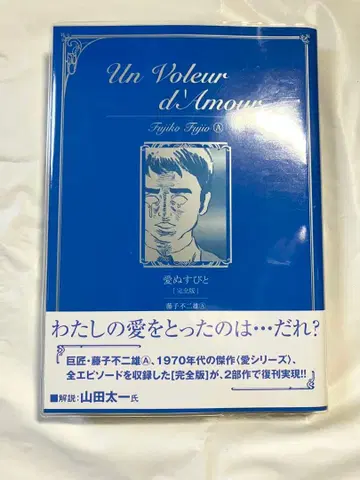 Un Voleur
d'Amour
Fujiko Fujio Ⓐ
愛ぬすびと
[完全版]
藤子不二雄Ⓐ
わたしの愛をとったのは…だれ?
巨匠・藤子不二雄Ⓐ、1970年代の傑作〈愛シリーズ〉、
全エピソードを収録した[完全版]が、2部作で復刊実現!!
■解説:山田太一氏